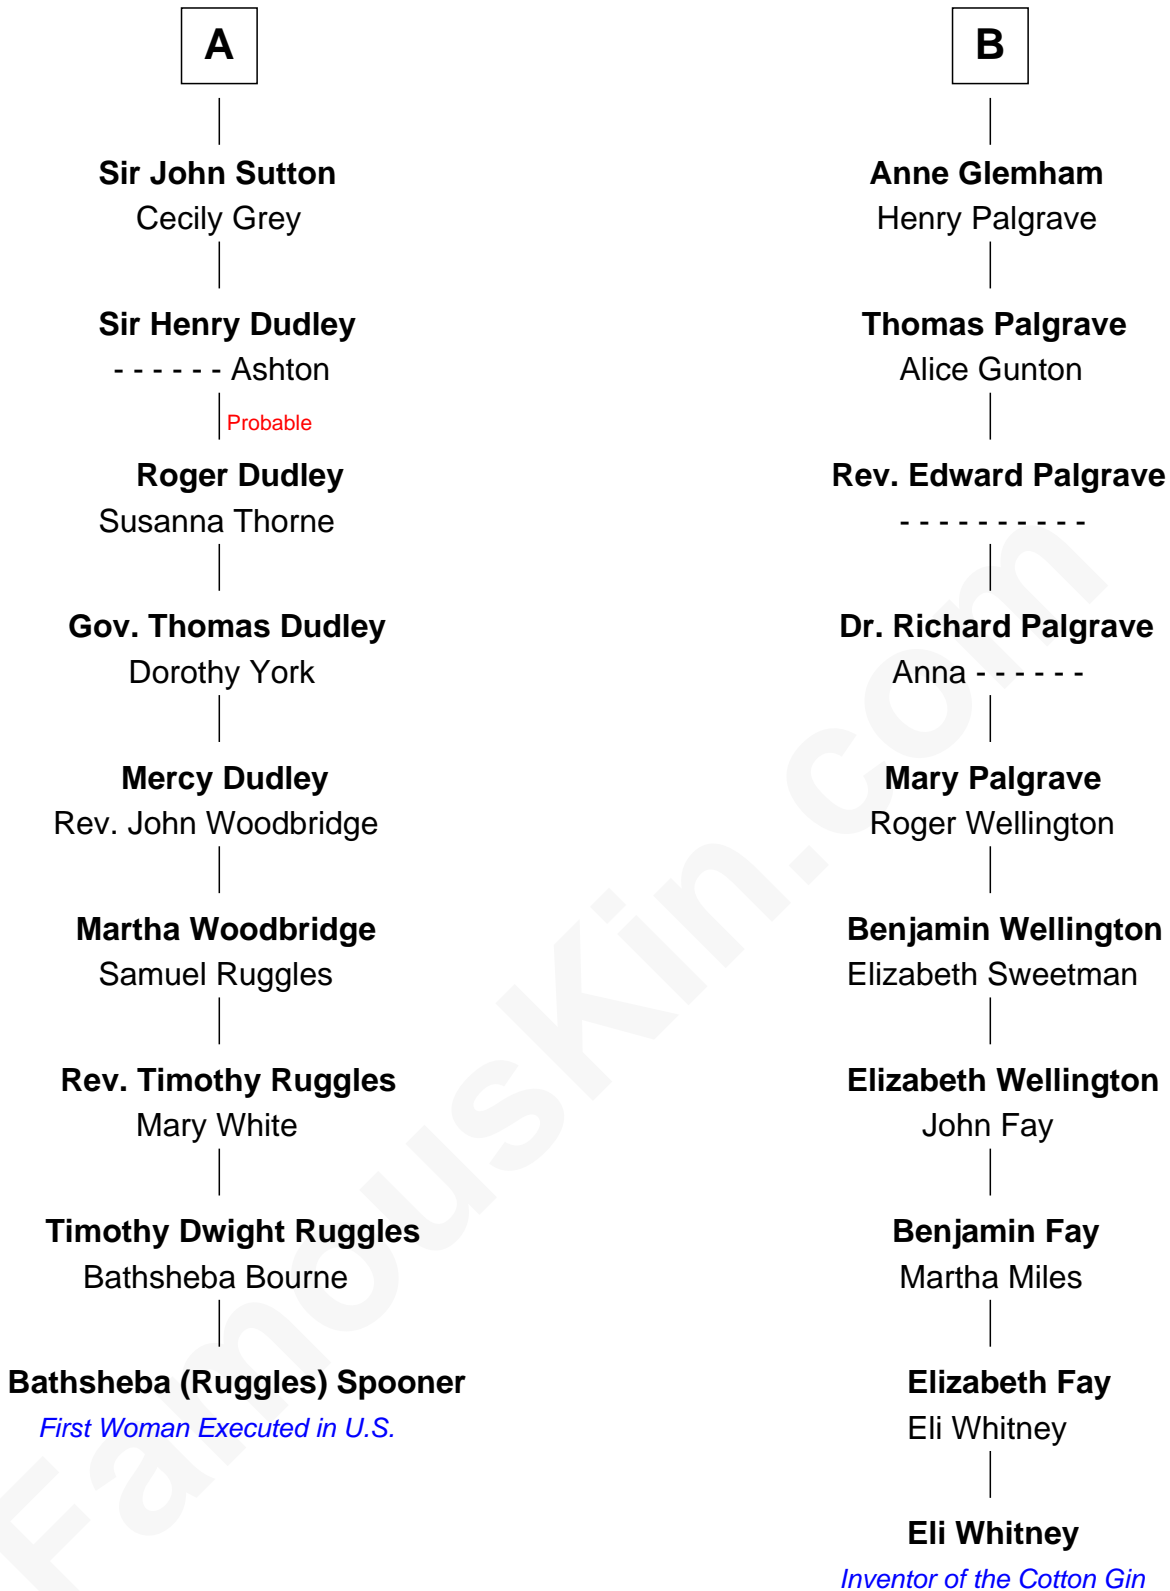 A
Sir John Sutton
Cecily Grey
Sir Henry Dudley
- - - - - - Ashton
Probable
Roger Dudley
Susanna Thorne
Gov. Thomas Dudley
Dorothy York
Mercy Dudley
Rev. John Woodbridge
Martha Woodbridge
Samuel Ruggles
Rev. Timothy Ruggles
Mary White
Timothy Dwight Ruggles
Bathsheba Bourne
Bathsheba (Ruggles) Spooner
First Woman Executed in U.S.
B
Anne Glemham
Henry Palgrave
Thomas Palgrave
Alice Gunton
Rev. Edward Palgrave
- - - - - - - - - -
Dr. Richard Palgrave
Anna - - - - - -
Mary Palgrave
Roger Wellington
Benjamin Wellington
Elizabeth Sweetman
Elizabeth Wellington
John Fay
Benjamin Fay
Martha Miles
Elizabeth Fay
Eli Whitney
Eli Whitney
Inventor of the Cotton Gin
FamousKin.com